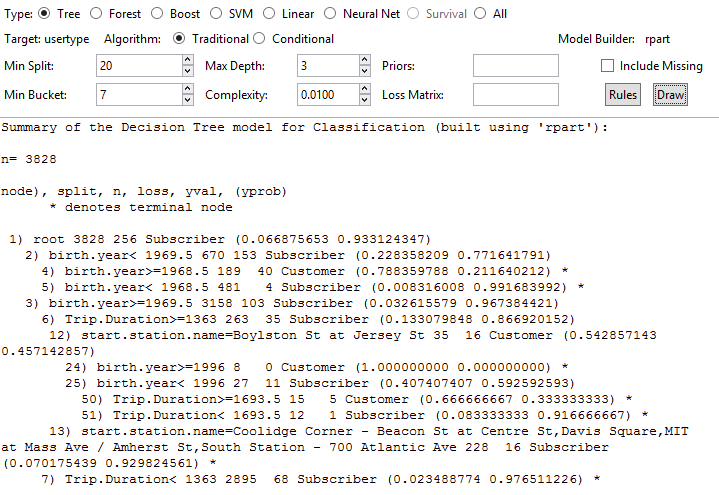 Type: Tree Forest Boost SVM Linear Neural Net Survival All
Target: usertype Algorithm: Traditional Conditional Model Builder: rpart
Min Split: 20 Max Depth: 3 Priors: Include Missing
Min Bucket: 7 Complexity: 0.0100 Loss Matrix: Rules Draw
Summary of the Decision Tree model for Classification (built using 'rpart'):
n= 3828
node), split, n, loss, yval, (yprob)
* denotes terminal node
1) root 3828 256 Subscriber (0.066875653 0.933124347)
2) birth.year< 1969.5 670 153 Subscriber (0.228358209 0.771641791)
4) birth.year>=1968.5 189 40 Customer (0.788359788 0.211640212) *
5) birth.year< 1968.5 481 4 Subscriber (0.008316008 0.991683992) *
3) birth.year>=1969.5 3158 103 Subscriber (0.032615579 0.967384421)
6) Trip.Duration>=1363 263 35 Subscriber (0.133079848 0.866920152)
12) start.station.name=Boylston St at Jersey St 35 16 Customer (0.542857143
0.457142857)
24) birth.year>=1996 8 0 Customer (1.000000000 0.000000000) *
25) birth.year< 1996 27 11 Subscriber (0.407407407 0.592592593)
50) Trip.Duration>=1693.5 15 5 Customer (0.666666667 0.333333333) *
51) Trip.Duration< 1693.5 12 1 Subscriber (0.083333333 0.916666667) *
13) start.station.name=Coolidge Corner - Beacon St at Centre St,Davis Square,MIT
at Mass Ave / Amherst St,South Station - 700 Atlantic Ave 228 16 Subscriber
(0.070175439 0.929824561) *
7) Trip.Duration< 1363 2895 68 Subscriber (0.023488774 0.976511226) *